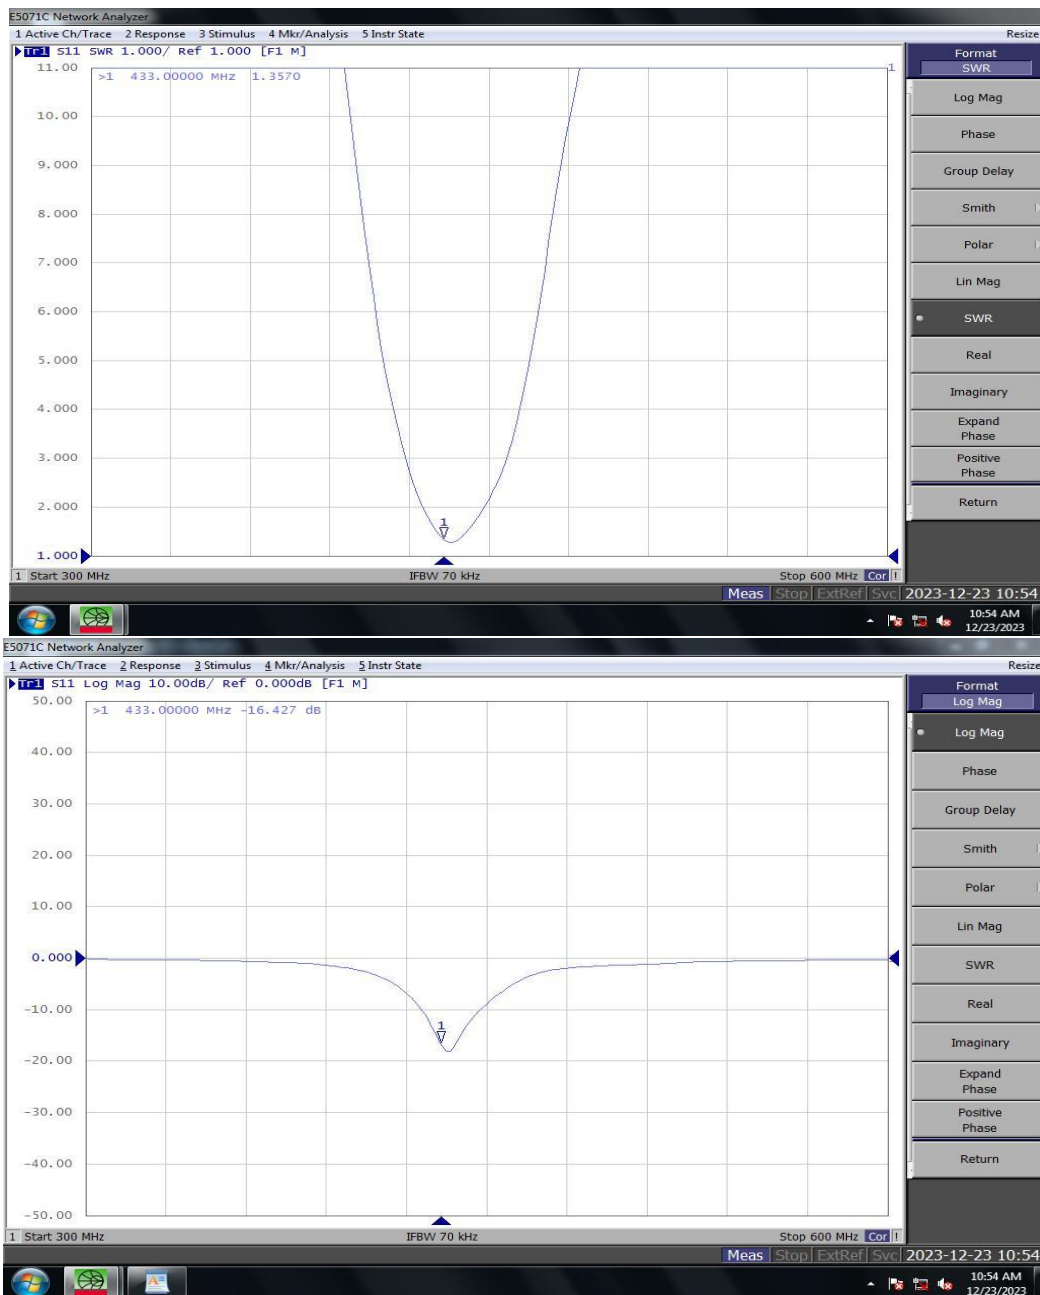 E5071C Network Analyzer
1 Active Ch/Trace 2 Response 3 Stimulus 4 Mkr/Analysis 5 Instr State Resize
Tr1 S11 SWR 1.000/ Ref 1.000 [F1 M]
>1 433.00000 MHz 1.3570
11.00
10.00
9.000
8.000
7.000
6.000
5.000
4.000
3.000
2.000
1.000
1
1
1 Start 300 MHz IFBW 70 kHz Stop 600 MHz Cor !
Format
SWR
Log Mag
Phase
Group Delay
Smith
Polar
Lin Mag
SWR
Real
Imaginary
Expand
Phase
Positive
Phase
Return
Meas Stop ExtRef Svc 2023-12-23 10:54
10:54 AM
12/23/2023
E5071C Network Analyzer
1 Active Ch/Trace 2 Response 3 Stimulus 4 Mkr/Analysis 5 Instr State Resize
Tr1 S11 Log Mag 10.00dB/ Ref 0.000dB [F1 M]
>1 433.00000 MHz -16.427 dB
50.00
40.00
30.00
20.00
10.00
0.000
-10.00
-20.00
-30.00
-40.00
-50.00
1
1 Start 300 MHz IFBW 70 kHz Stop 600 MHz Cor !
Format
Log Mag
Log Mag
Phase
Group Delay
Smith
Polar
Lin Mag
SWR
Real
Imaginary
Expand
Phase
Positive
Phase
Return
Meas Stop ExtRef Svc 2023-12-23 10:54
10:54 AM
12/23/2023